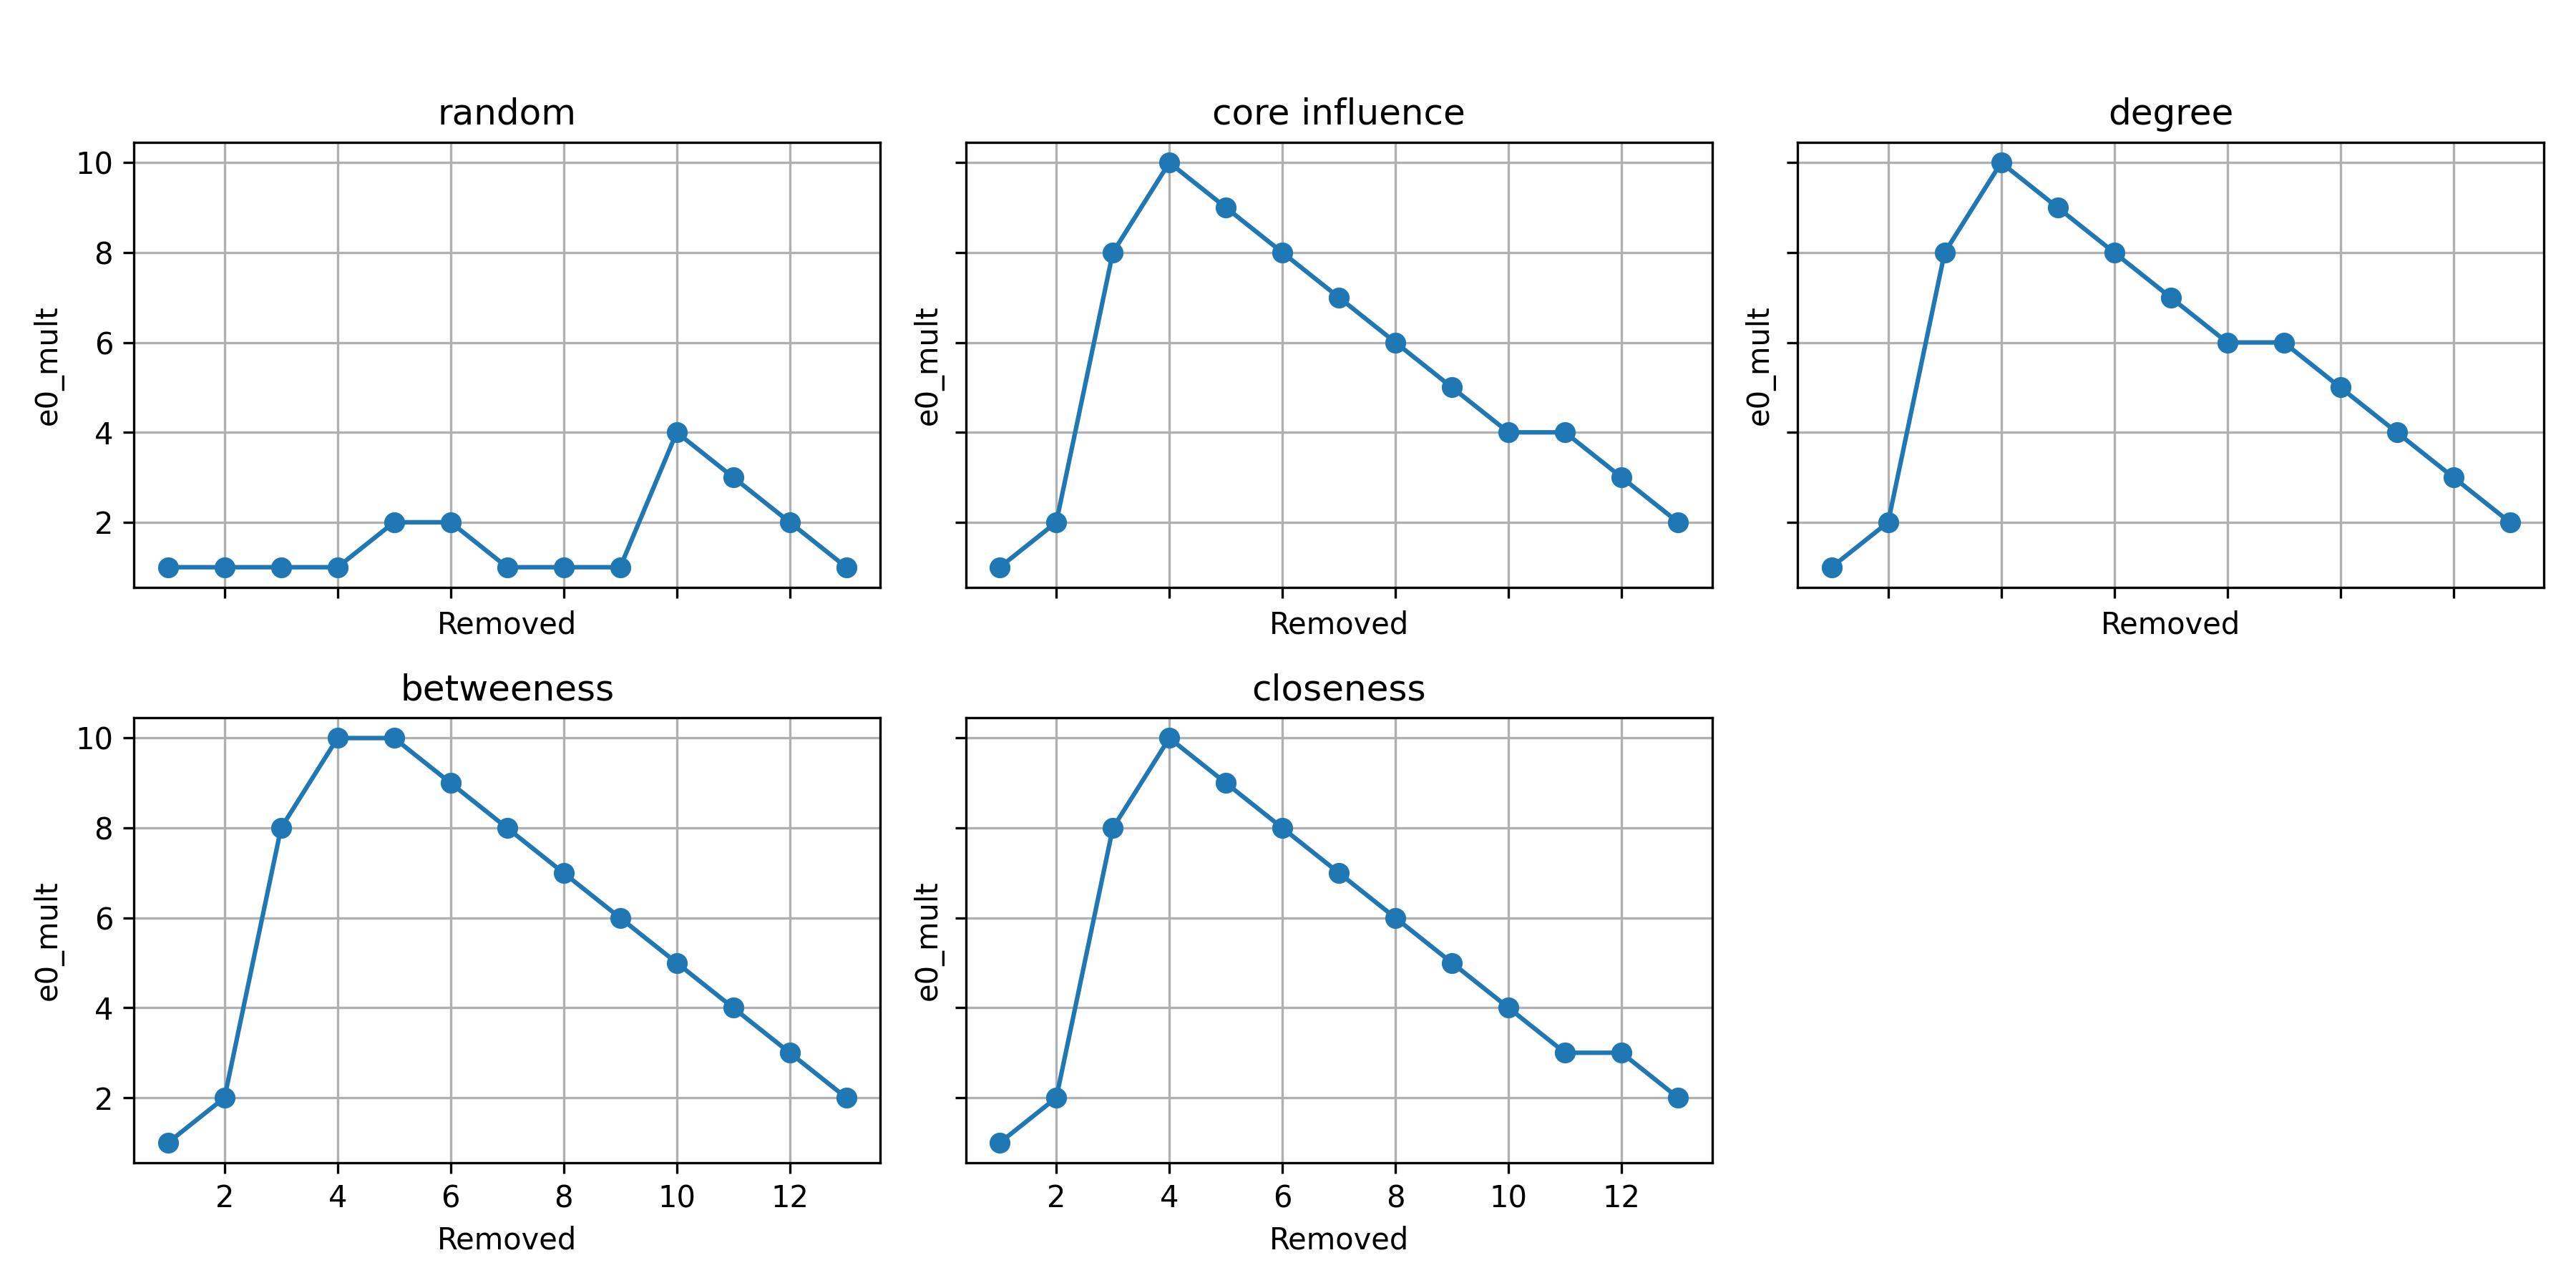 random
core influence
degree
10
8
6
4
2
e0_mult
e0_mult
e0_mult
Removed
Removed
Removed
betweeness
closeness
10
8
6
4
2
e0_mult
e0_mult
2 4 6 8 10 12
2 4 6 8 10 12
Removed
Removed